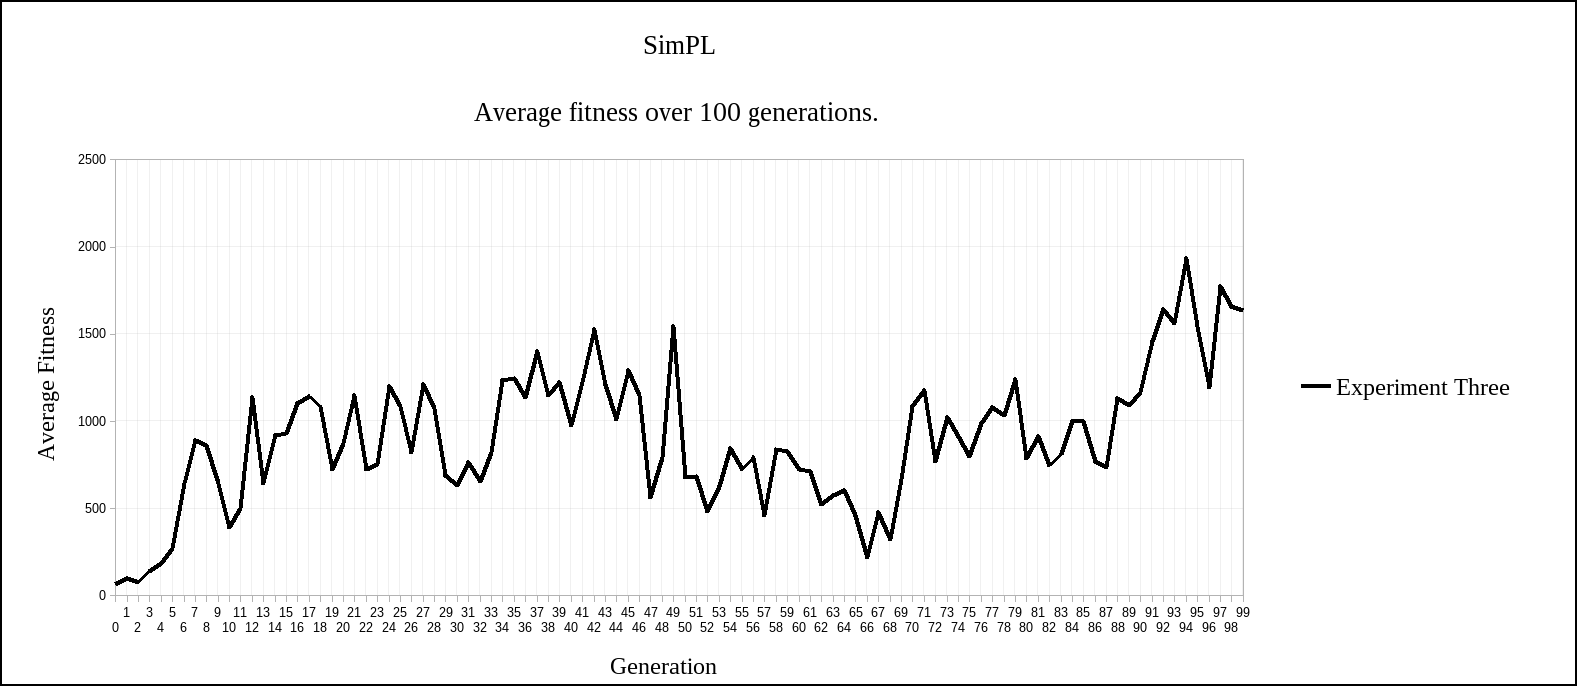 SimPL
Average fitness over 100 generations.
2500
2000
1500
1000
500
0
Average Fitness
Experiment Three
1 3 5 7 9 11 13 15 17 19 21 23 25 27 29 31 33 35 37 39 41 43 45 47 49 51 53 55 57 59 61 63 65 67 69 71 73 75 77 79 81 83 85 87 89 91 93 95 97 99
0 2 4 6 8 10 12 14 16 18 20 22 24 26 28 30 32 34 36 38 40 42 44 46 48 50 52 54 56 58 60 62 64 66 68 70 72 74 76 78 80 82 84 86 88 90 92 94 96 98
Generation